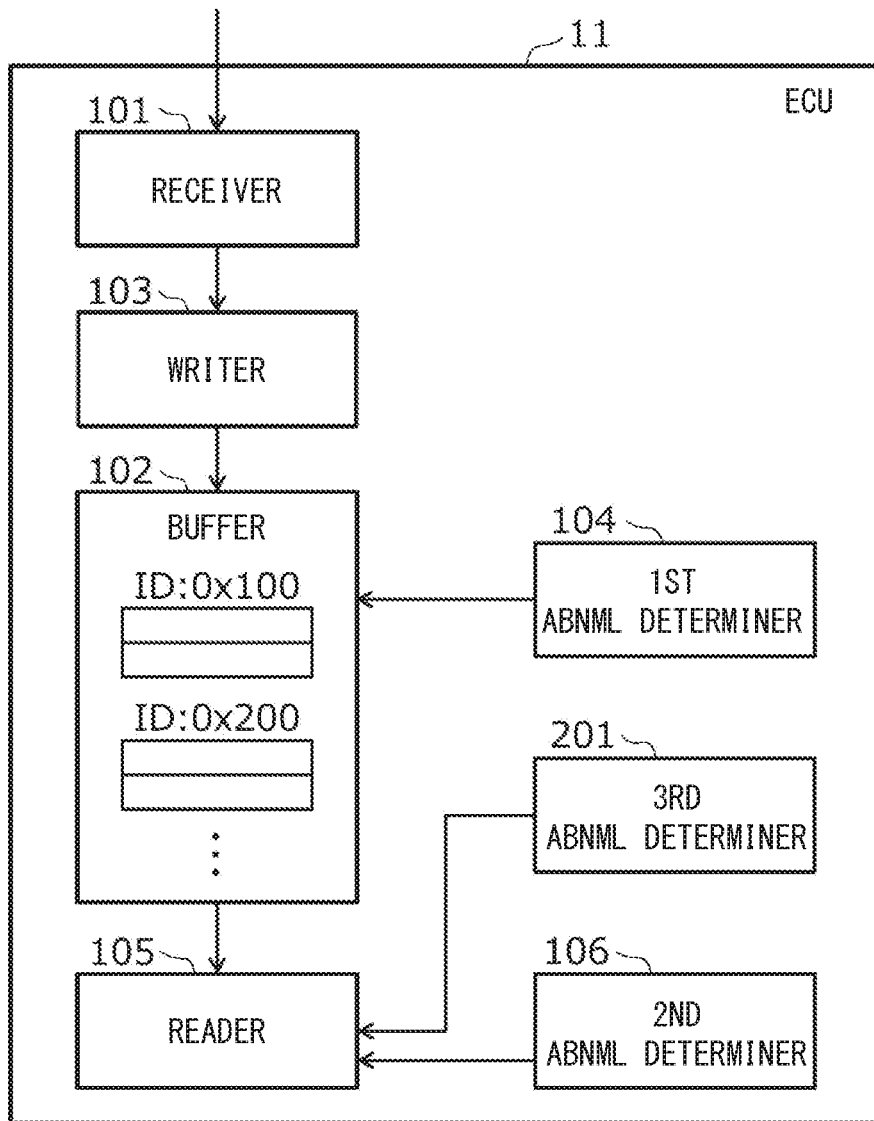 11
ECU
101
RECEIVER
103
WRITER
102
BUFFER
ID:0x100
ID:0x200
104
1ST
ABNML DETERMINER
201
3RD
ABNML DETERMINER
105
READER
106
2ND
ABNML DETERMINER